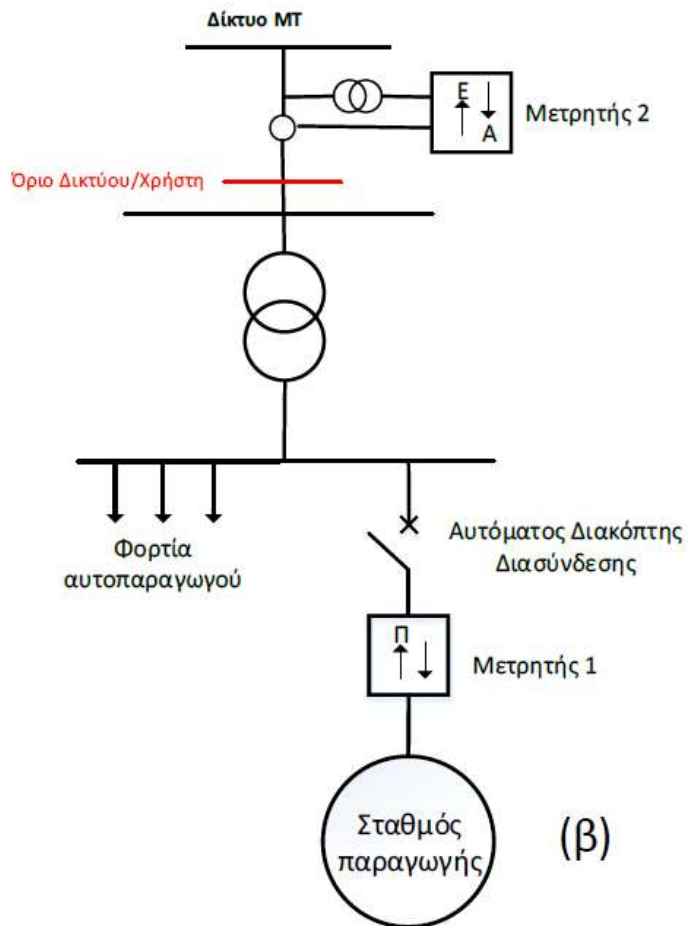 Δίκτυο ΜΤ
Ε
Α
Μετρητής 2
Όριο Δικτύου/Χρήστη
Φορτία
αυτοπαραγωγού
Αυτόματος Διακόπτης
Διασύνδεσης
Π
Μετρητής 1
Σταθμός
παραγωγής
(β)